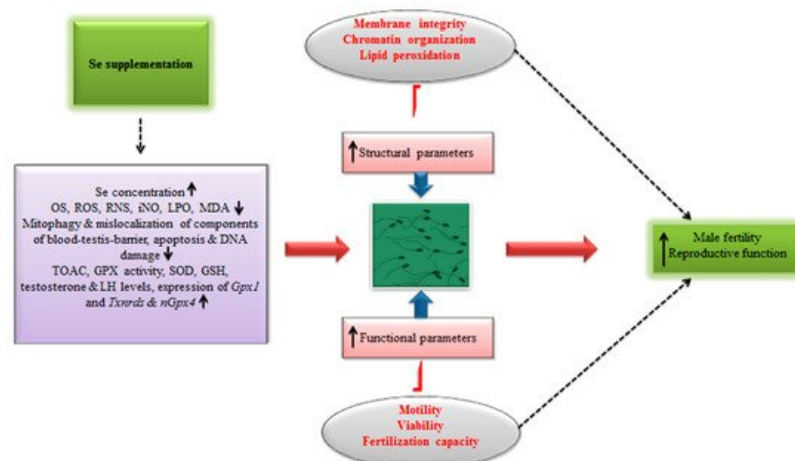 Se supplementation
Se concentration
OS, ROS, RNS, iNO, LPO, MDA
Mitophagy & mislocalization of components
of blood-testis-barrier, apoptosis & DNA
damage
TOAC, GPX activity, SOD, GSH,
testosterone & LH levels, expression of Gpx1
and Txnrds & nGpx4
Membrane integrity
Chromatin organization
Lipid peroxidation
Structural parameters
Functional parameters
Motility
Viability
Fertilization capacity
Male fertility
Reproductive function